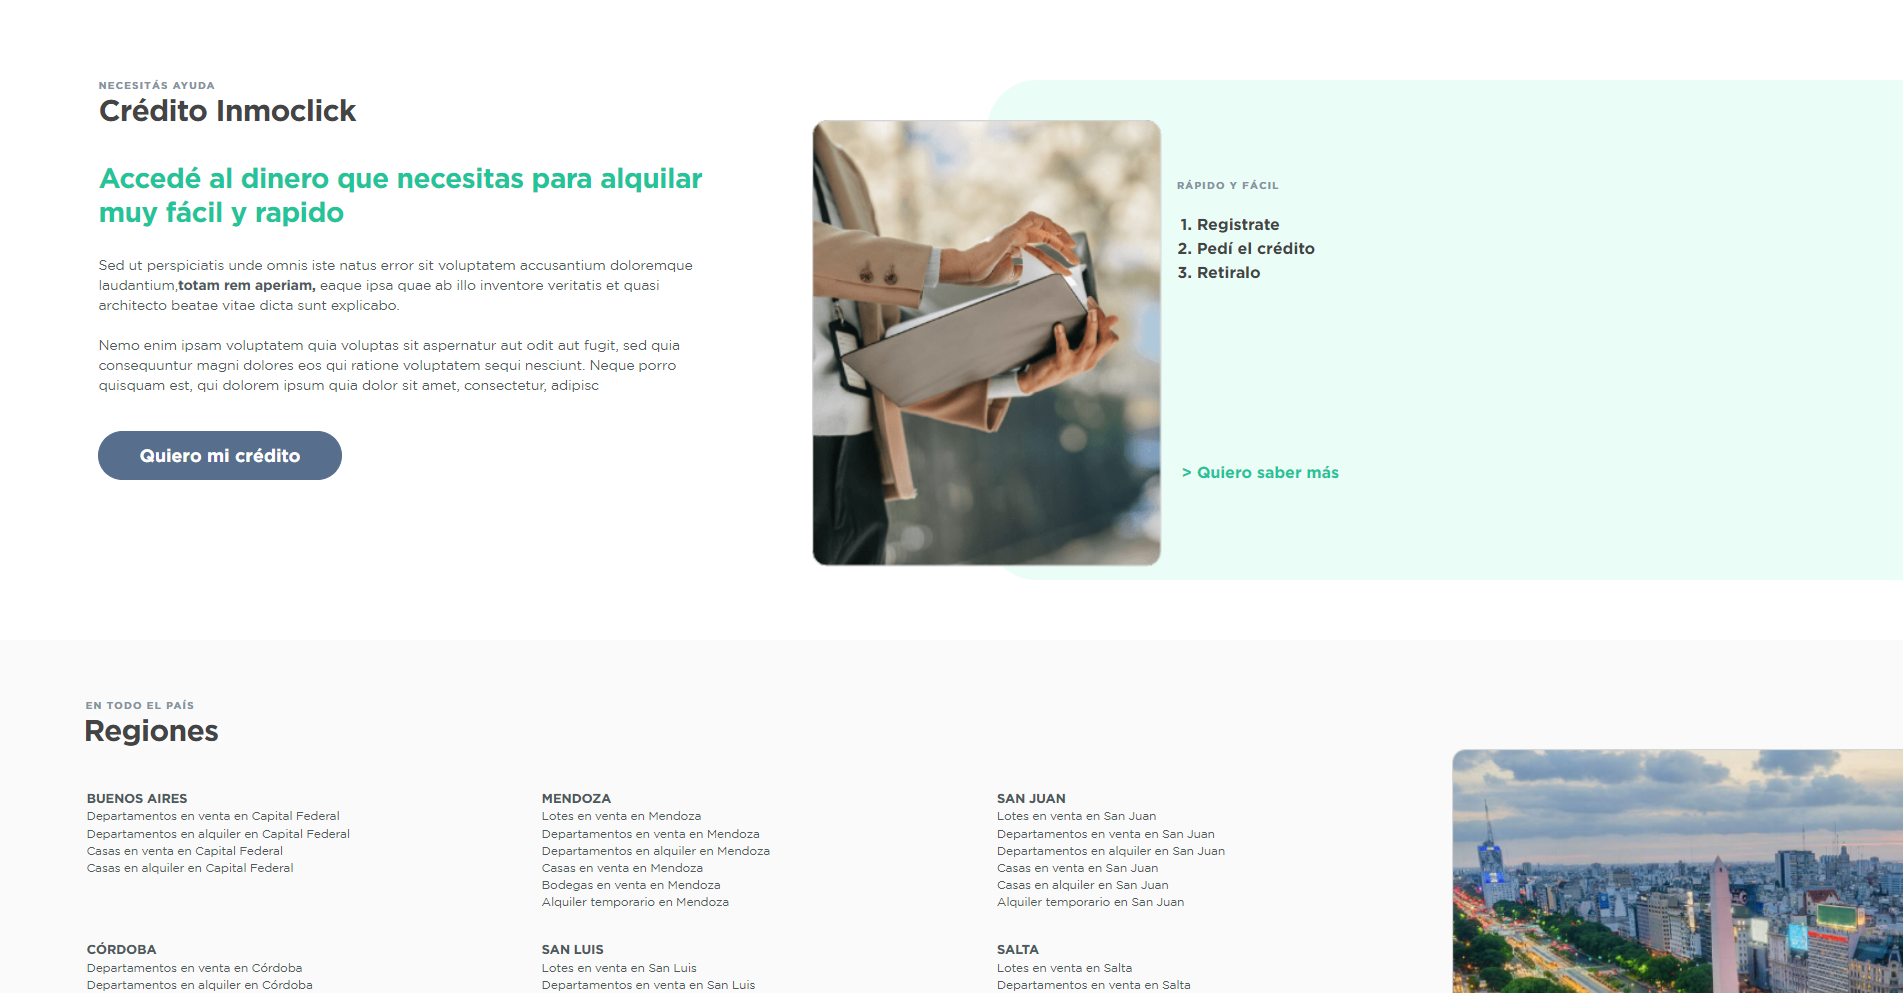 NECESITÁS AYUDA
Crédito Inmoclick
Accedé al dinero que necesitas para alquilar
muy fácil y rapido
Sed ut perspiciatis unde omnis iste natus error sit voluptatem accusantium doloremque
laudantium,totam rem aperiam, eaque ipsa quae ab illo inventore veritatis et quasi
architecto beatae vitae dicta sunt explicabo.
Nemo enim ipsam voluptatem quia voluptas sit aspernatur aut odit aut fugit, sed quia
consequuntur magni dolores eos qui ratione voluptatem sequi nesciunt. Neque porro
quisquam est, qui dolorem ipsum quia dolor sit amet, consectetur, adipisc
Quiero mi crédito
RÁPIDO Y FÁCIL
1. Registrate
2. Pedí el crédito
3. Retiralo
> Quiero saber más
EN TODO EL PAÍS
Regiones
BUENOS AIRES
Departamentos en venta en Capital Federal
Departamentos en alquiler en Capital Federal
Casas en venta en Capital Federal
Casas en alquiler en Capital Federal
MENDOZA
Lotes en venta en Mendoza
Departamentos en venta en Mendoza
Departamentos en alquiler en Mendoza
Casas en venta en Mendoza
Bodegas en venta en Mendoza
Alquiler temporario en Mendoza
SAN JUAN
Lotes en venta en San Juan
Departamentos en venta en San Juan
Departamentos en alquiler en San Juan
Casas en venta en San Juan
Casas en alquiler en San Juan
Alquiler temporario en San Juan
CÓRDOBA
Departamentos en venta en Córdoba
Departamentos en alquiler en Córdoba
SAN LUIS
Lotes en venta en San Luis
Departamentos en venta en San Luis
SALTA
Lotes en venta en Salta
Departamentos en venta en Salta